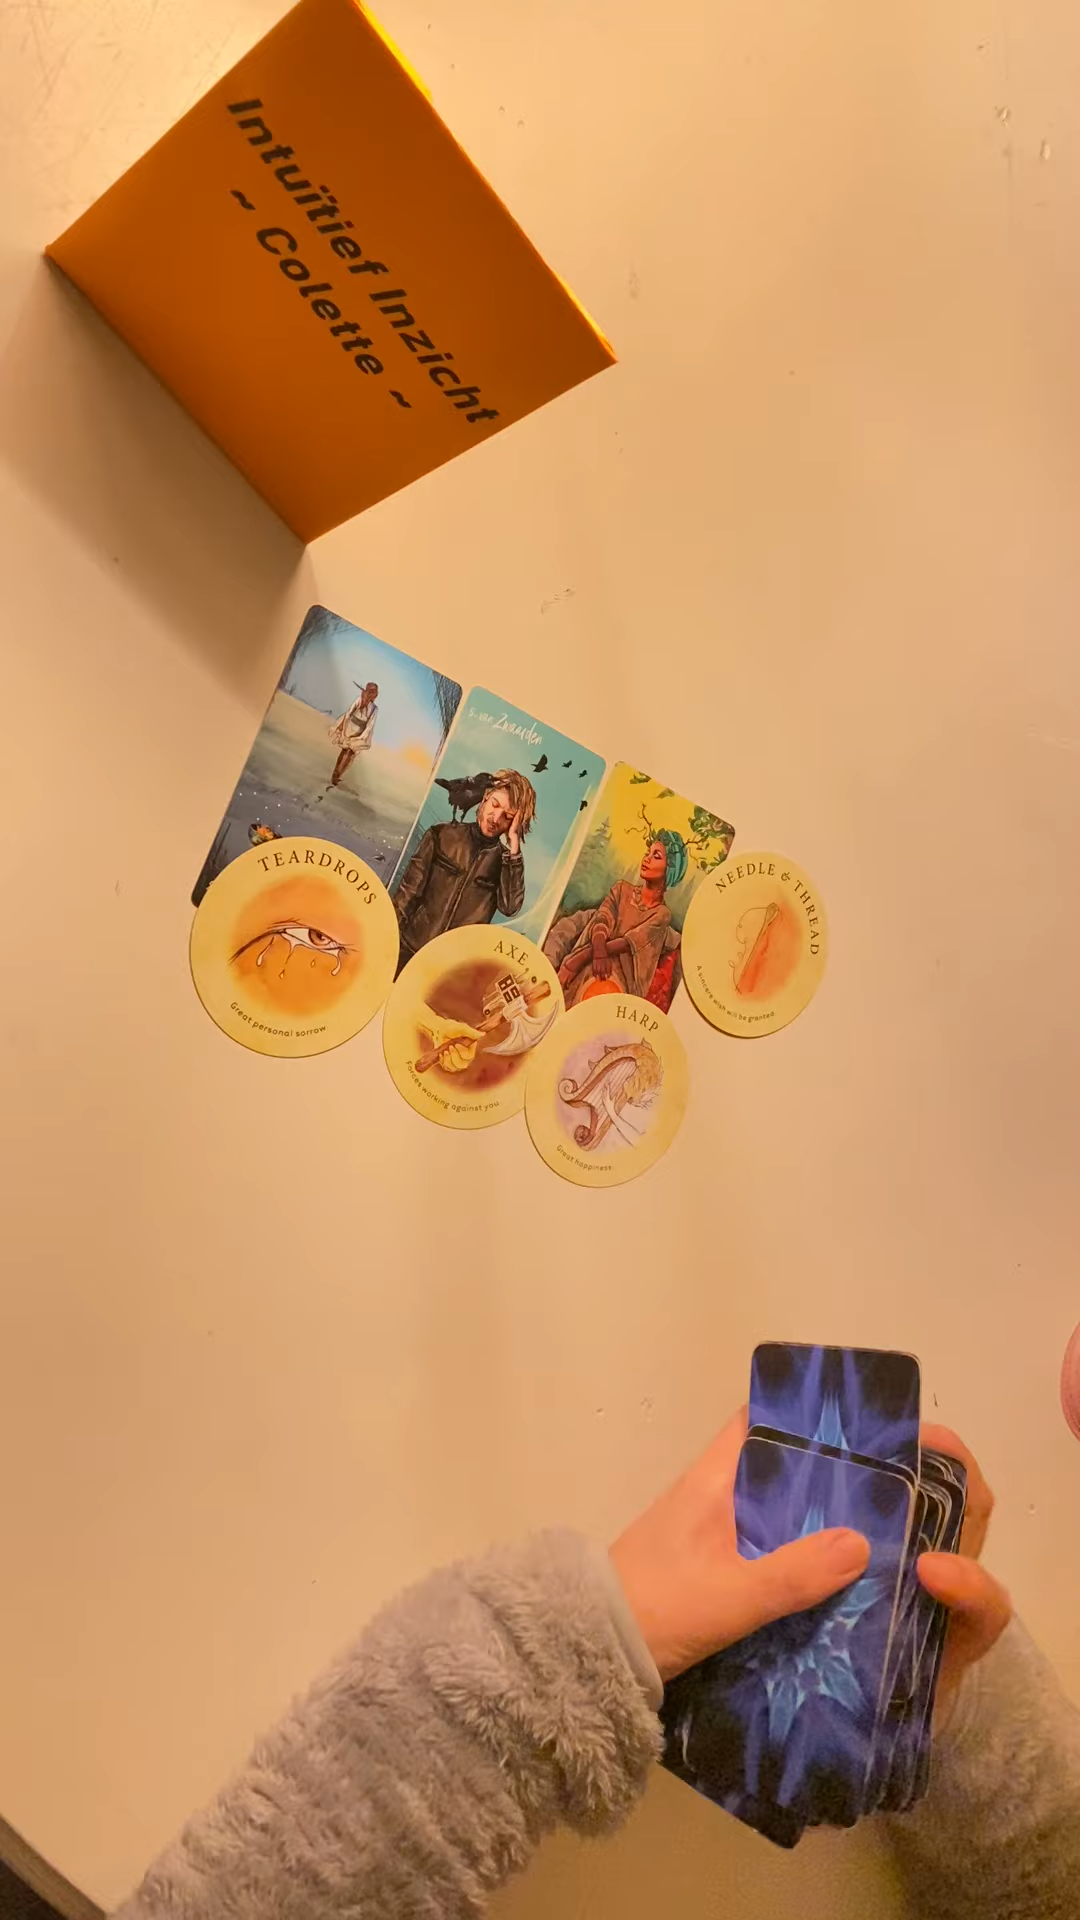 Intuïtief Inzicht
~ Colette ~
5. van Zwaarden
TEARDROPS
Great personal sorrow
AXE
Forces working against you
HARP
Great happiness
NEEDLE & THREAD
A sincere wish will be granted